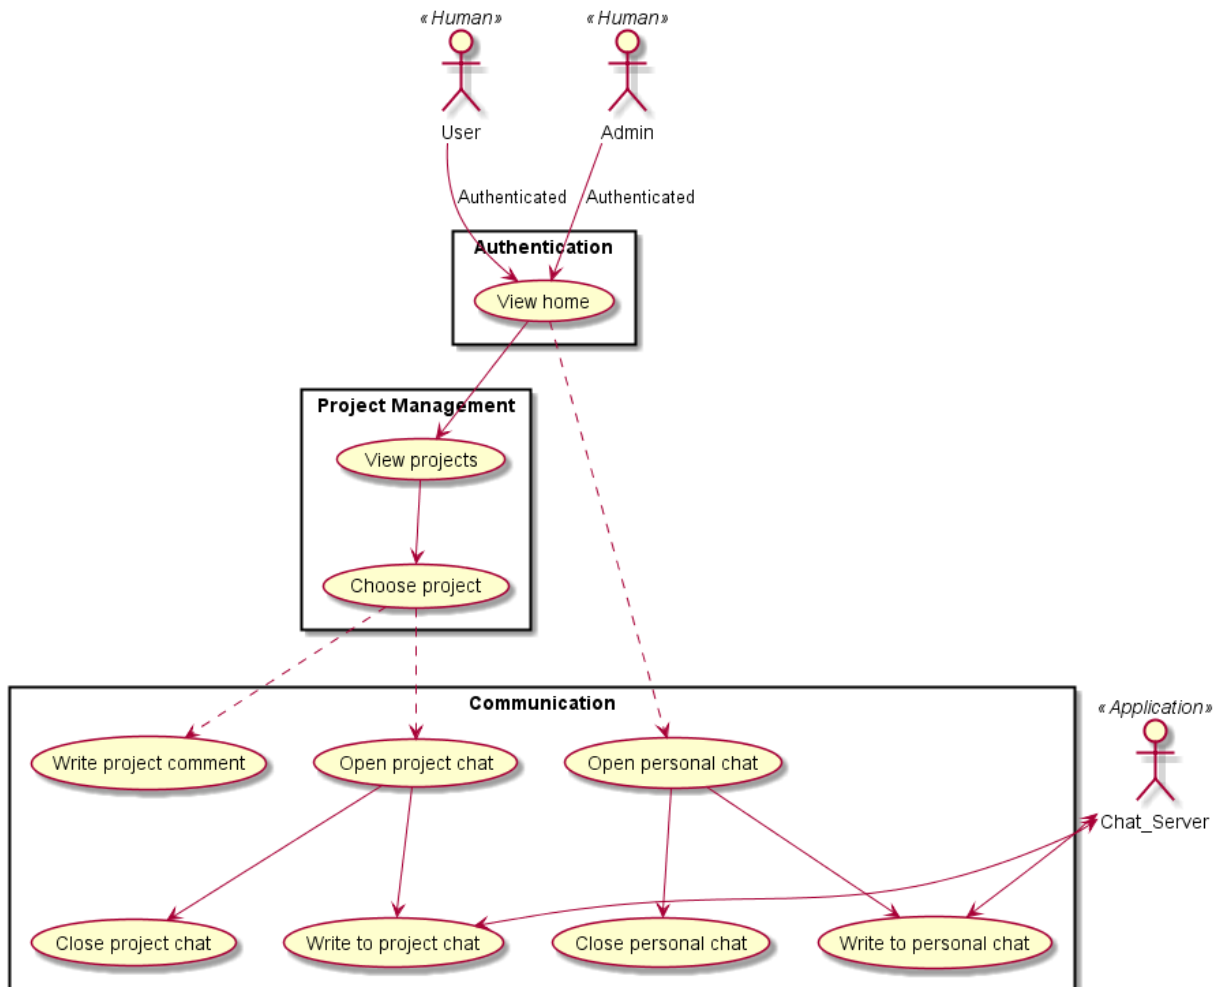 «Human»
«Human»
User
Admin
Authenticated
Authenticated
Authentication
View home
Project Management
View projects
Choose project
Communication
«Application»
Write project comment
Open project chat
Open personal chat
Chat_Server
Close project chat
Write to project chat
Close personal chat
Write to personal chat